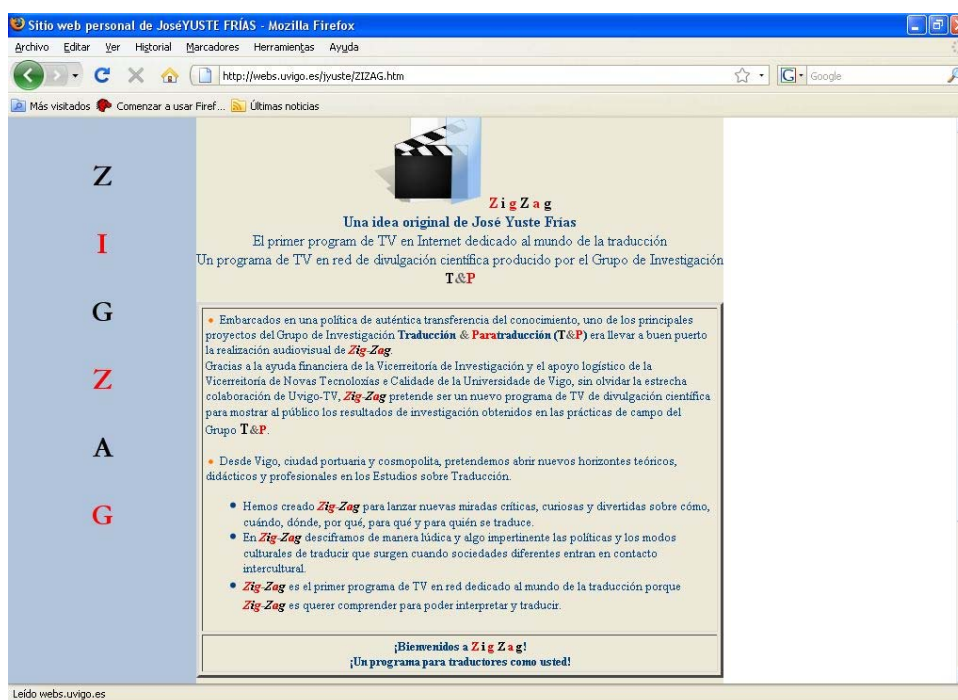 Sitio web personal de JoséYUSTE FRÍAS - Mozilla Firefox
Archivo Editar Ver Historial Marcadores Herramientas Ayuda
http://webs.uvigo.es/jyuste/ZIZAG.htm
G Google
Más visitados Comenzar a usar Firef... Últimas noticias
Z
I
G
Z
A
G
Z i g Z a g
Una idea original de José Yuste Frías
El primer program de TV en Internet dedicado al mundo de la traducción
Un programa de TV en red de divulgación científica producido por el Grupo de Investigación
T&P
Embarcados en una política de auténtica transferencia del conocimiento, uno de los principales
proyectos del Grupo de Investigación Traducción & Paratraducción (T&P) era llevar a buen puerto
la realización audiovisual de Zig-Zag.
Gracias a la ayuda financiera de la Vicerreitoría de Investigación y el apoyo logístico de la
Vicerreitoría de Novas Tecnoloxías e Calidade de la Universidade de Vigo, sin olvidar la estrecha
colaboración de Uvigo-TV, Zig-Zag pretende ser un nuevo programa de TV de divulgación científica
para mostrar al público los resultados de investigación obtenidos en las prácticas de campo del
Grupo T&P.
Desde Vigo, ciudad portuaria y cosmopolita, pretendemos abrir nuevos horizontes teóricos,
didácticos y profesionales en los Estudios sobre Traducción.
Hemos creado Zig-Zag para lanzar nuevas miradas críticas, curiosas y divertidas sobre cómo,
cuándo, dónde, por qué, para qué y para quién se traduce.
En Zig-Zag desciframos de manera lúdica y algo impertinente las políticas y los modos
culturales de traducir que surgen cuando sociedades diferentes entran en contacto
intercultural.
Zig-Zag es el primer programa de TV en red dedicado al mundo de la traducción porque
Zig-Zag es querer comprender para poder interpretar y traducir.
¡Bienvenidos a Z i g Z a g!
¡Un programa para traductores como usted!
Leído webs.uvigo.es